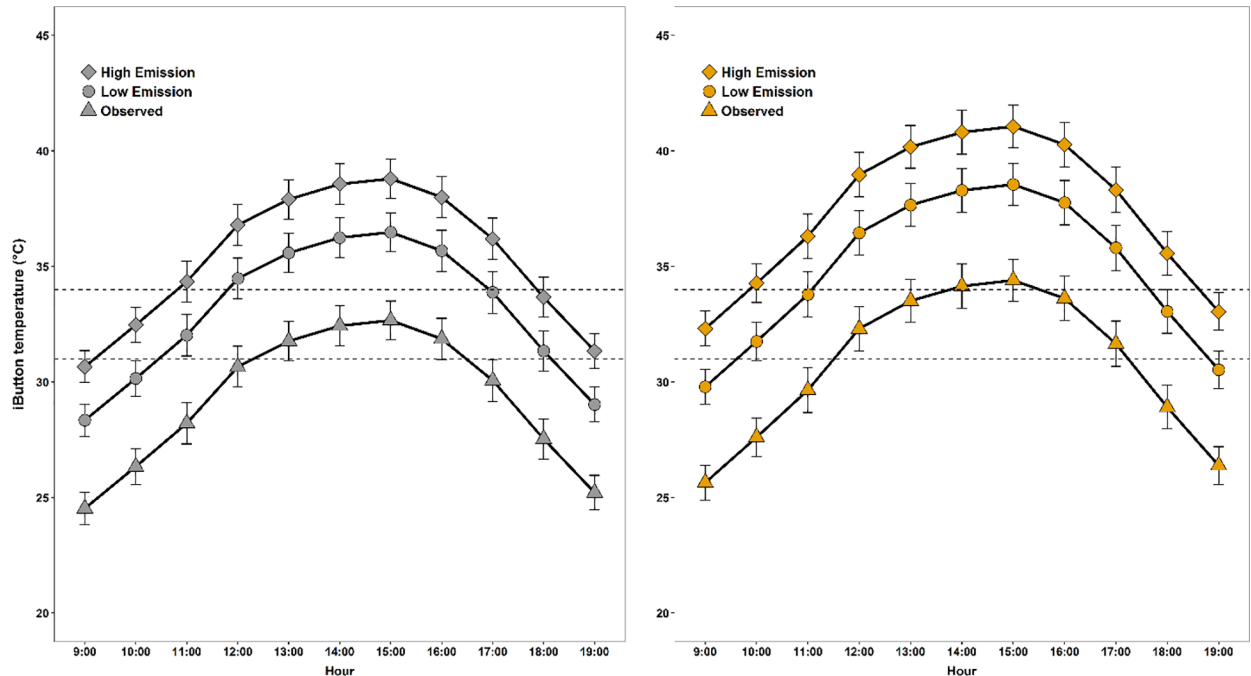 iButton temperature (°C)
45
40
35
30
25
20
High Emission
Low Emission
Observed
9:00 10:00 11:00 12:00 13:00 14:00 15:00 16:00 17:00 18:00 19:00
Hour
45
40
35
30
25
20
High Emission
Low Emission
Observed
9:00 10:00 11:00 12:00 13:00 14:00 15:00 16:00 17:00 18:00 19:00
Hour